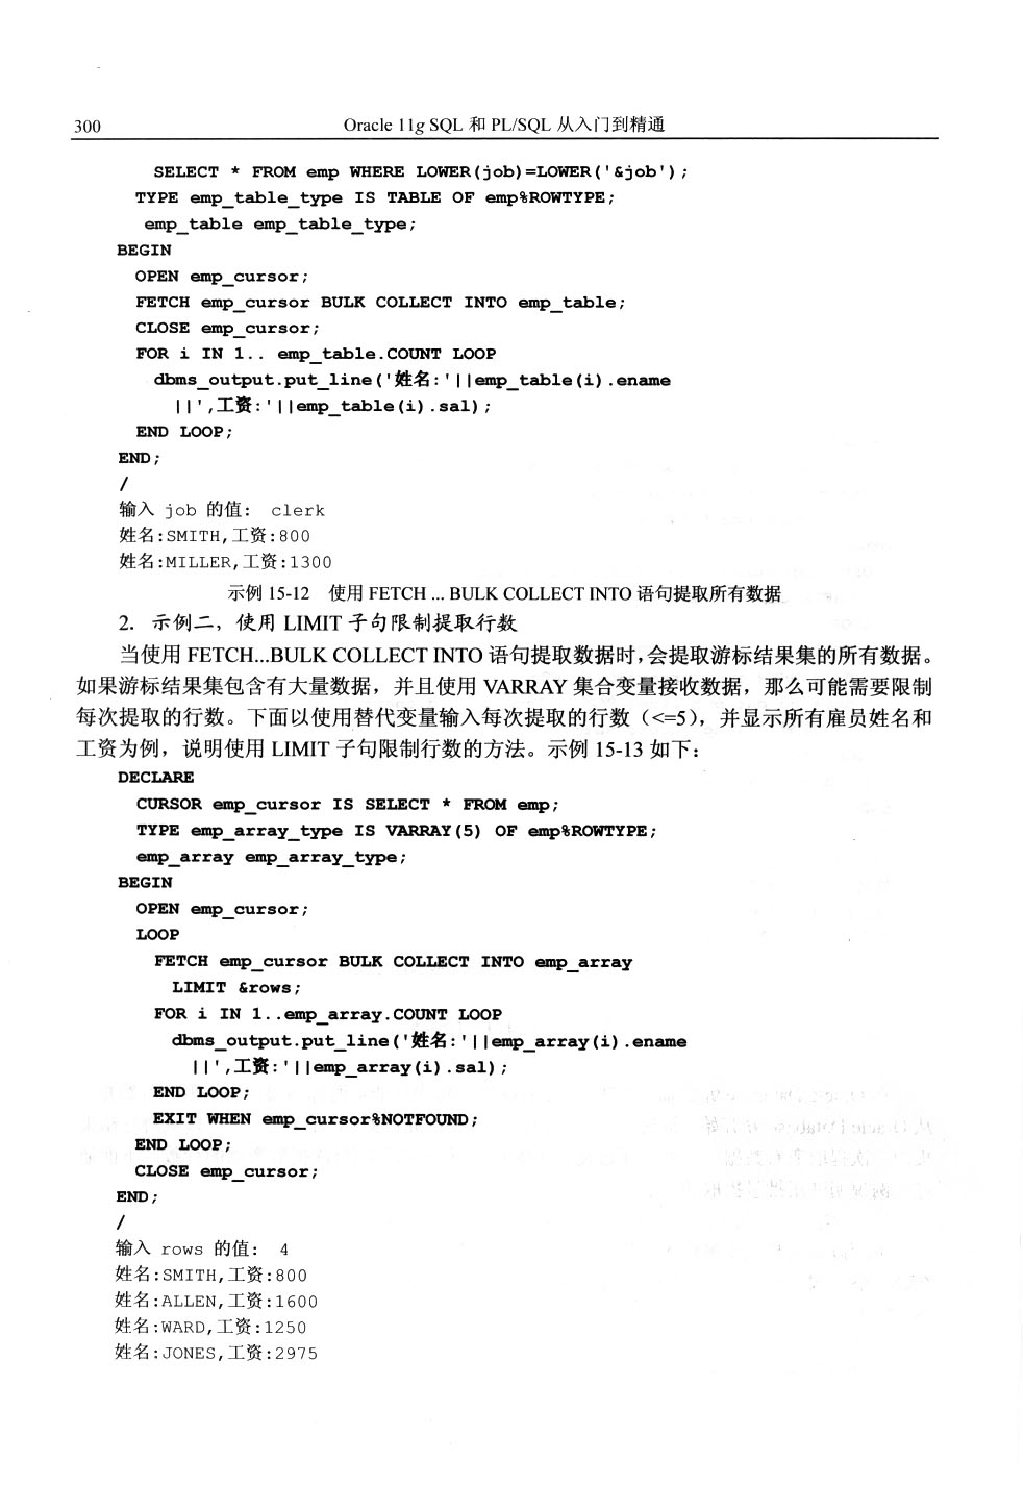 300
Oracle 11g SQL 和 PL/SQL 从入门到精通
SELECT * FROM emp WHERE LOWER(job)=LOWER('&job');
TYPE emp_table_type IS TABLE OF emp%ROWTYPE;
emp_table emp_table_type;
BEGIN
OPEN emp_cursor;
FETCH emp_cursor BULK COLLECT INTO emp_table;
CLOSE emp_cursor;
FOR i IN 1.. emp_table.COUNT LOOP
dbms_output.put_line('姓名:'||emp_table(i).ename
||',工资:'||emp_table(i).sal);
END LOOP;
END;
/
输入 job 的值: clerk
姓名:SMITH,工资:800
姓名:MILLER,工资:1300
示例 15-12 使用 FETCH ... BULK COLLECT INTO 语句提取所有数据
2. 示例二，使用 LIMIT 子句限制提取行数
当使用 FETCH...BULK COLLECT INTO 语句提取数据时,会提取游标结果集的所有数据。
如果游标结果集包含有大量数据，并且使用 VARRAY 集合变量接收数据，那么可能需要限制
每次提取的行数。下面以使用替代变量输入每次提取的行数（<=5），并显示所有雇员姓名和
工资为例，说明使用 LIMIT 子句限制行数的方法。示例 15-13 如下：
DECLARE
CURSOR emp_cursor IS SELECT * FROM emp;
TYPE emp_array_type IS VARRAY(5) OF emp%ROWTYPE;
emp_array emp_array_type;
BEGIN
OPEN emp_cursor;
LOOP
FETCH emp_cursor BULK COLLECT INTO emp_array
LIMIT &rows;
FOR i IN 1..emp_array.COUNT LOOP
dbms_output.put_line('姓名:'||emp_array(i).ename
||',工资:'||emp_array(i).sal);
END LOOP;
EXIT WHEN emp_cursor%NOTFOUND;
END LOOP;
CLOSE emp_cursor;
END;
/
输入 rows 的值: 4
姓名:SMITH,工资:800
姓名:ALLEN,工资:1600
姓名:WARD,工资:1250
姓名:JONES,工资:2975